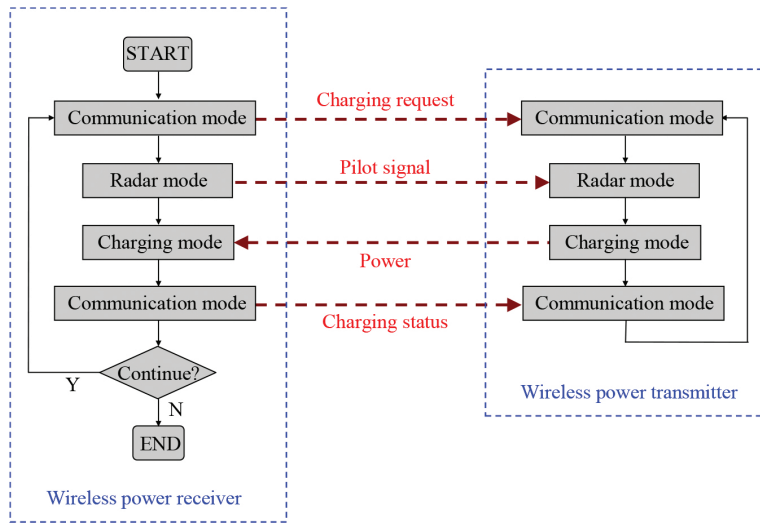 START
Communication mode
Charging request
Communication mode
Radar mode
Pilot signal
Radar mode
Charging mode
Power
Charging mode
Communication mode
Charging status
Communication mode
Continue?
Y
N
END
Wireless power transmitter
Wireless power receiver